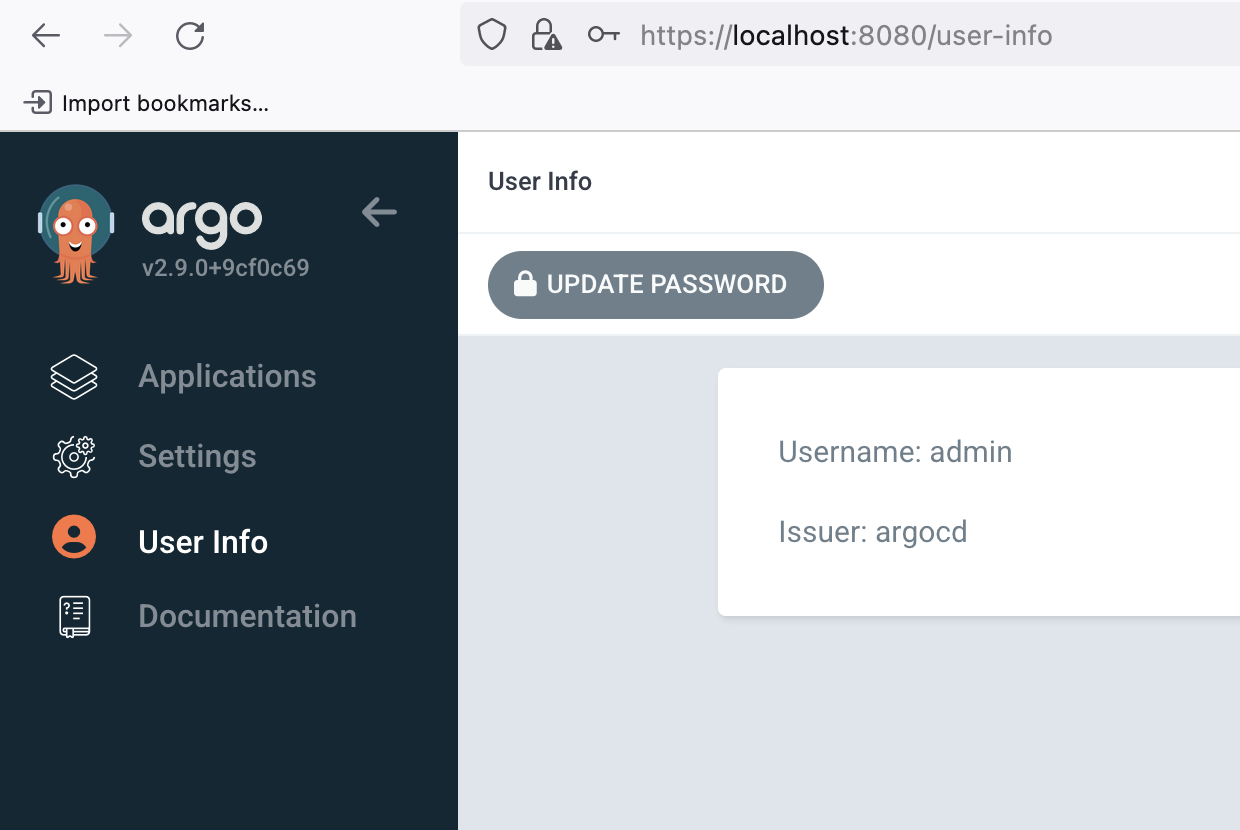 https://localhost:8080/user-info
Import bookmarks...
argo
v2.9.0+9cf0c69
Applications
Settings
User Info
Documentation
User Info
UPDATE PASSWORD
Username: admin
Issuer: argocd